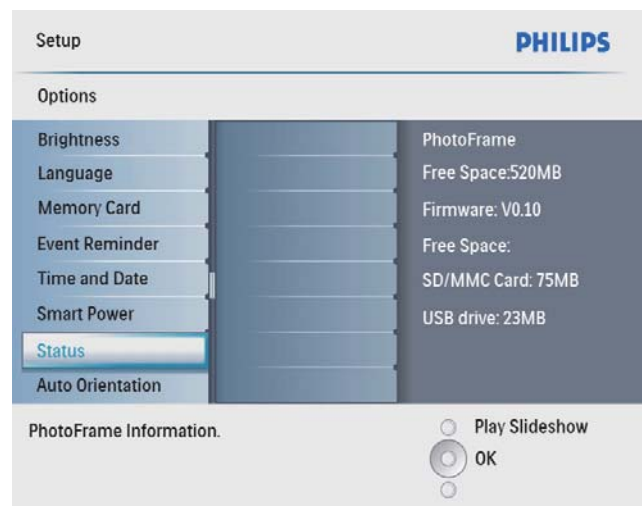 Setup
PHILIPS
Options
Brightness
Language
Memory Card
Event Reminder
Time and Date
Smart Power
Status
Auto Orientation
PhotoFrame
Free Space:520MB
Firmware: V0.10
Free Space:
SD/MMC Card: 75MB
USB drive: 23MB
PhotoFrame Information.
Play Slideshow
OK